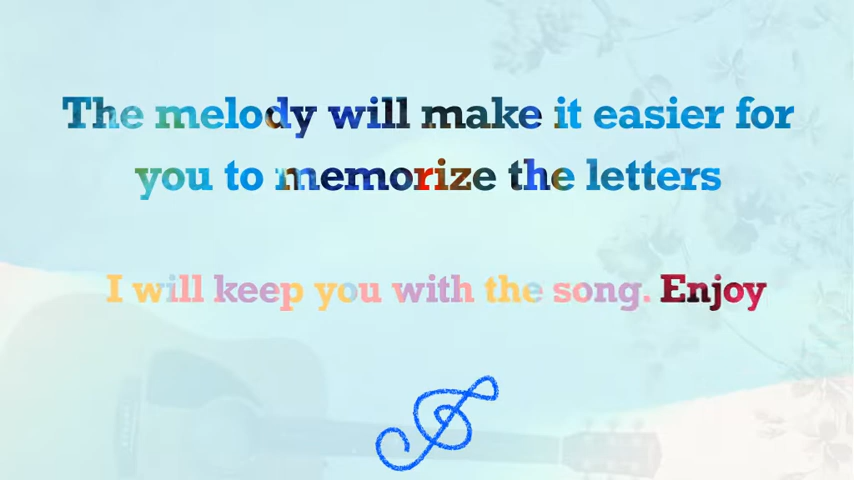 The melody will make it easier for
you to memorize the letters
I will keep you with the song. Enjoy